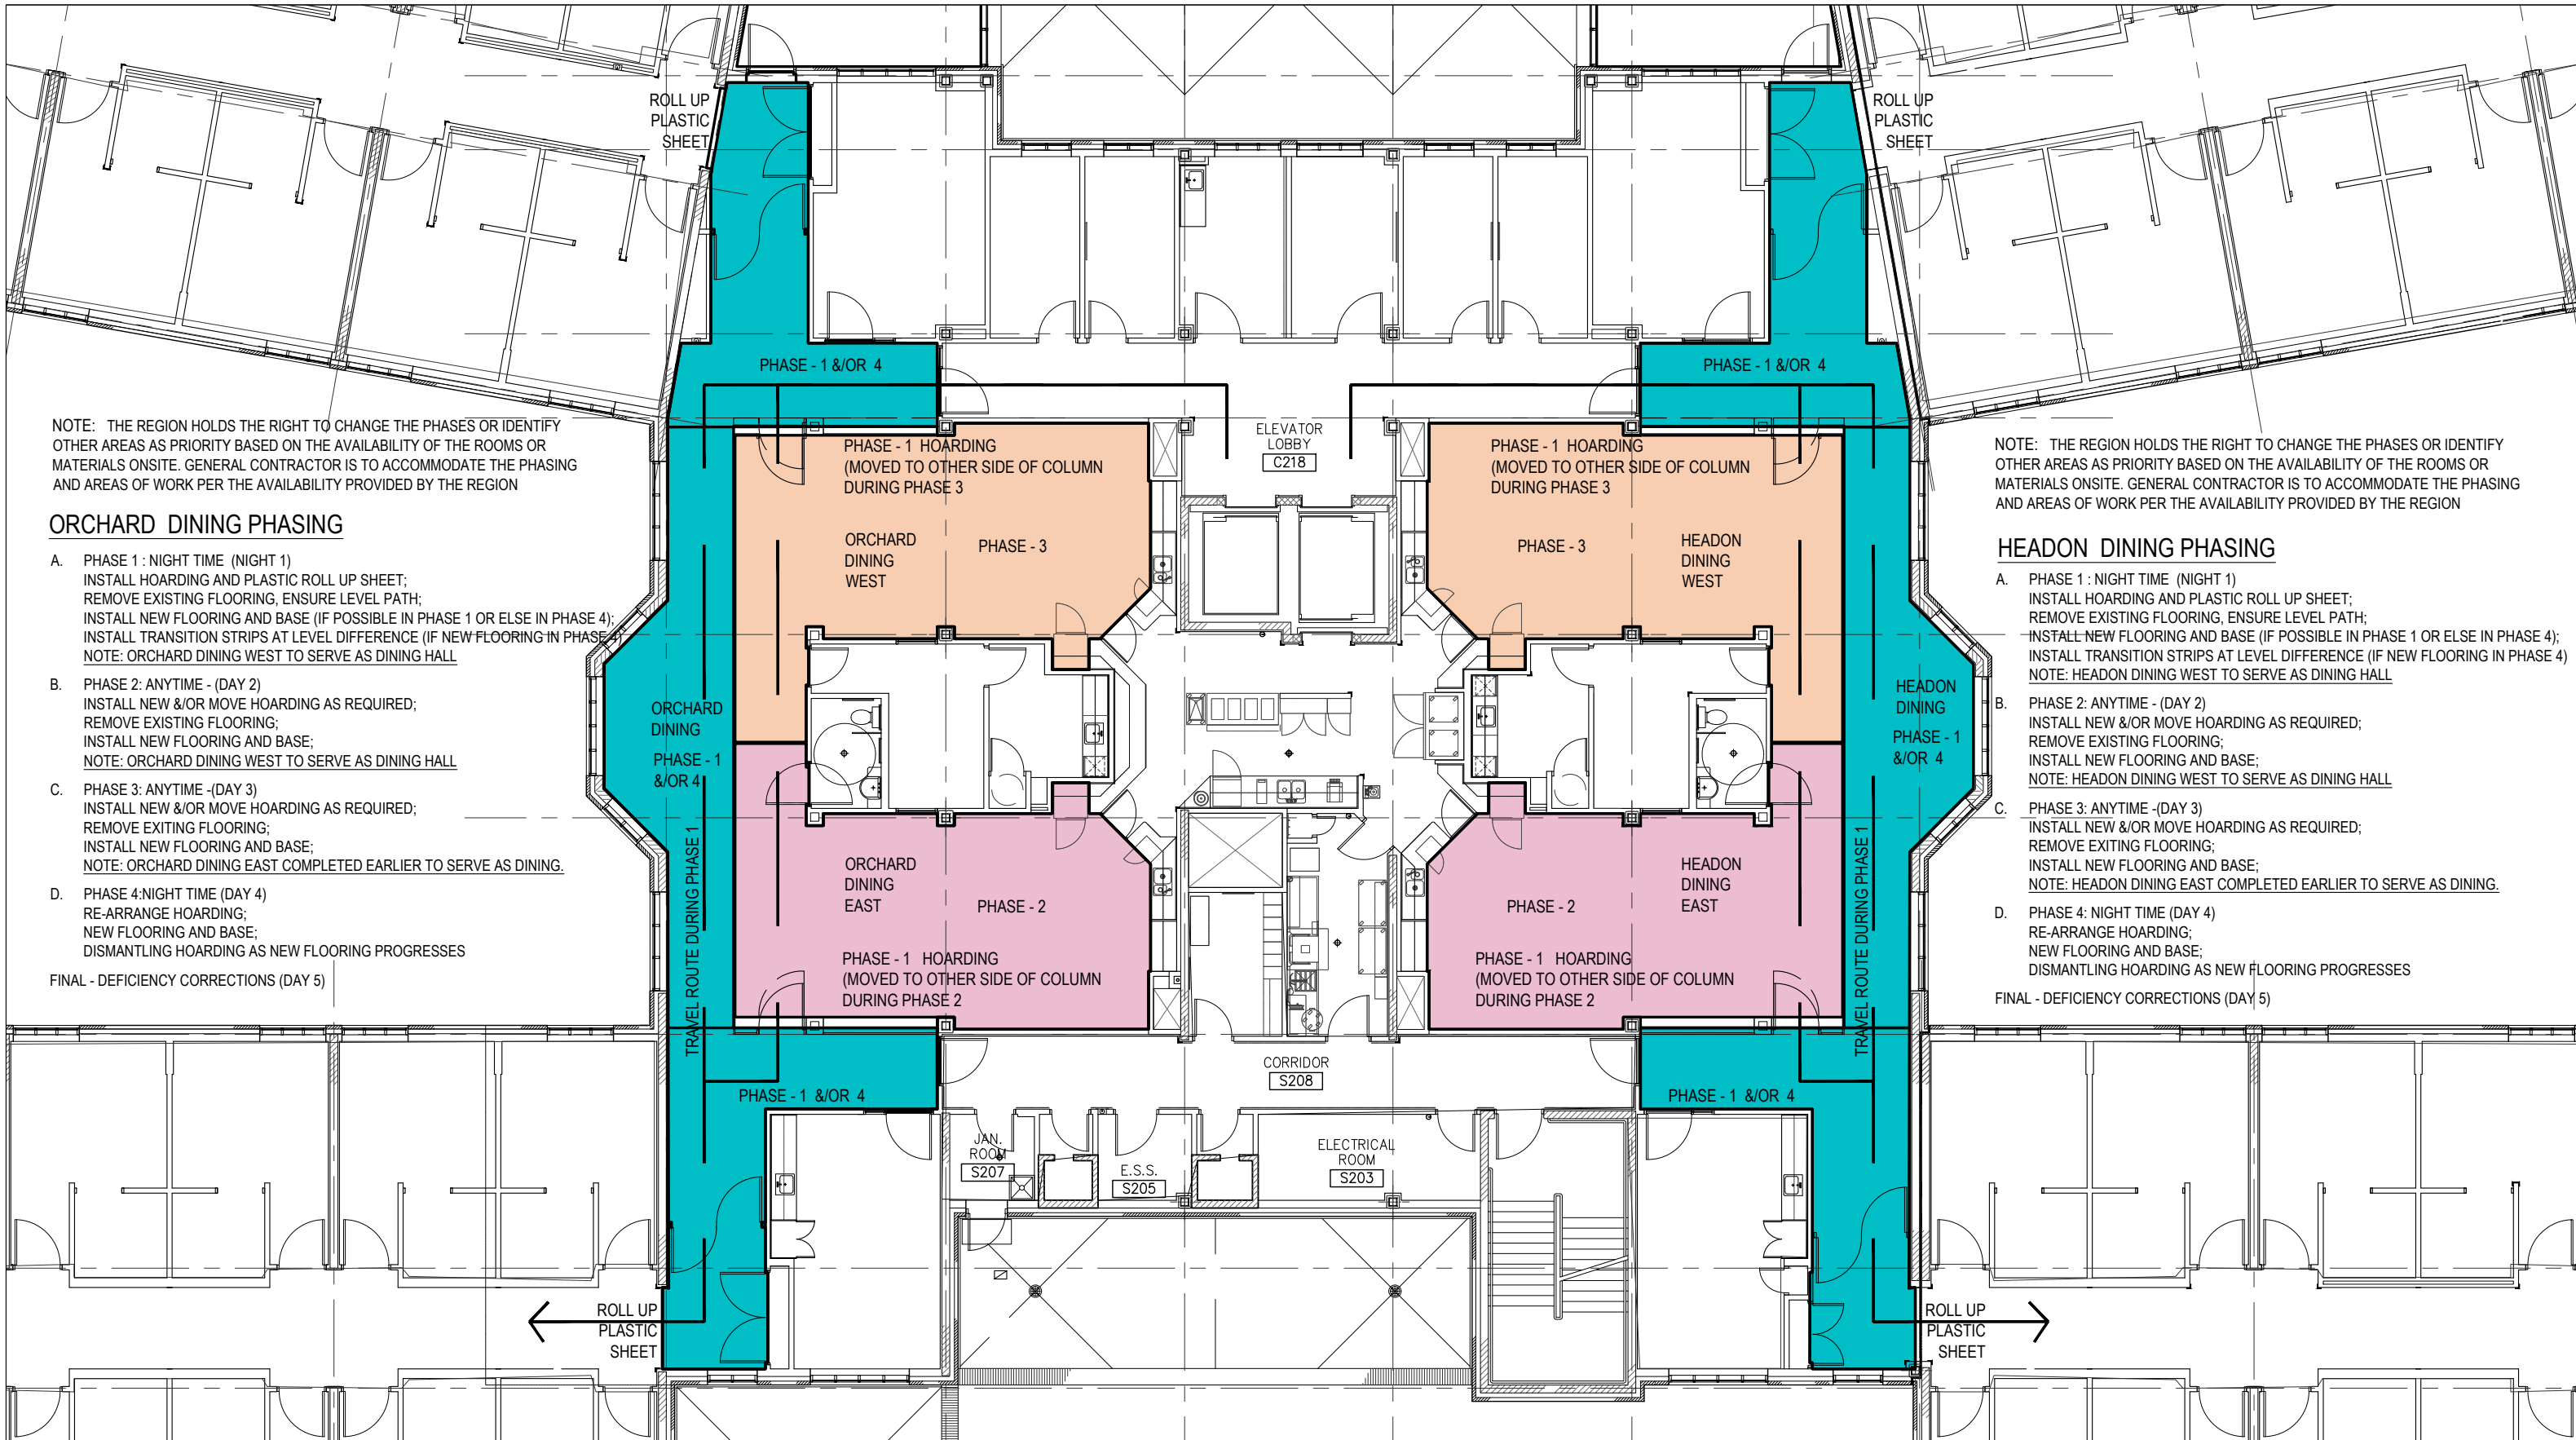 ROLL UP
PLASTIC
SHEET
ROLL UP
PLASTIC
SHEET
PHASE - 1 &/OR 4
PHASE - 1 &/OR 4
NOTE: THE REGION HOLDS THE RIGHT TO CHANGE THE PHASES OR IDENTIFY
OTHER AREAS AS PRIORITY BASED ON THE AVAILABILITY OF THE ROOMS OR
MATERIALS ONSITE. GENERAL CONTRACTOR IS TO ACCOMMODATE THE PHASING
AND AREAS OF WORK PER THE AVAILABILITY PROVIDED BY THE REGION
ORCHARD DINING PHASING
A. PHASE 1 : NIGHT TIME (NIGHT 1)
INSTALL HOARDING AND PLASTIC ROLL UP SHEET;
REMOVE EXISTING FLOORING, ENSURE LEVEL PATH;
INSTALL NEW FLOORING AND BASE (IF POSSIBLE IN PHASE 1 OR ELSE IN PHASE 4);
INSTALL TRANSITION STRIPS AT LEVEL DIFFERENCE (IF NEW FLOORING IN PHASE 4)
NOTE: ORCHARD DINING WEST TO SERVE AS DINING HALL
B. PHASE 2: ANYTIME - (DAY 2)
INSTALL NEW &/OR MOVE HOARDING AS REQUIRED;
REMOVE EXISTING FLOORING;
INSTALL NEW FLOORING AND BASE;
NOTE: ORCHARD DINING WEST TO SERVE AS DINING HALL
C. PHASE 3: ANYTIME -(DAY 3)
INSTALL NEW &/OR MOVE HOARDING AS REQUIRED;
REMOVE EXITING FLOORING;
INSTALL NEW FLOORING AND BASE;
NOTE: ORCHARD DINING EAST COMPLETED EARLIER TO SERVE AS DINING.
D. PHASE 4:NIGHT TIME (DAY 4)
RE-ARRANGE HOARDING;
NEW FLOORING AND BASE;
DISMANTLING HOARDING AS NEW FLOORING PROGRESSES
FINAL - DEFICIENCY CORRECTIONS (DAY 5)
PHASE - 1 HOARDING
(MOVED TO OTHER SIDE OF COLUMN
DURING PHASE 3
ORCHARD
DINING
WEST
PHASE - 3
ORCHARD
DINING
PHASE - 1
&/OR 4
TRAVEL ROUTE DURING PHASE 1
ORCHARD
DINING
EAST
PHASE - 2
PHASE - 1 HOARDING
(MOVED TO OTHER SIDE OF COLUMN
DURING PHASE 2
PHASE - 1 &/OR 4
ELEVATOR
LOBBY
C218
PHASE - 1 HOARDING
(MOVED TO OTHER SIDE OF COLUMN
DURING PHASE 3
PHASE - 3
HEADON
DINING
WEST
HEADON
DINING
PHASE - 1
&/OR 4
PHASE - 2
HEADON
DINING
EAST
PHASE - 1 HOARDING
(MOVED TO OTHER SIDE OF COLUMN
DURING PHASE 2
TRAVEL ROUTE DURING PHASE 1
PHASE - 1 &/OR 4
NOTE: THE REGION HOLDS THE RIGHT TO CHANGE THE PHASES OR IDENTIFY
OTHER AREAS AS PRIORITY BASED ON THE AVAILABILITY OF THE ROOMS OR
MATERIALS ONSITE. GENERAL CONTRACTOR IS TO ACCOMMODATE THE PHASING
AND AREAS OF WORK PER THE AVAILABILITY PROVIDED BY THE REGION
HEADON DINING PHASING
A. PHASE 1 : NIGHT TIME (NIGHT 1)
INSTALL HOARDING AND PLASTIC ROLL UP SHEET;
REMOVE EXISTING FLOORING, ENSURE LEVEL PATH;
INSTALL NEW FLOORING AND BASE (IF POSSIBLE IN PHASE 1 OR ELSE IN PHASE 4);
INSTALL TRANSITION STRIPS AT LEVEL DIFFERENCE (IF NEW FLOORING IN PHASE 4)
NOTE: HEADON DINING WEST TO SERVE AS DINING HALL
B. PHASE 2: ANYTIME - (DAY 2)
INSTALL NEW &/OR MOVE HOARDING AS REQUIRED;
REMOVE EXISTING FLOORING;
INSTALL NEW FLOORING AND BASE;
NOTE: HEADON DINING WEST TO SERVE AS DINING HALL
C. PHASE 3: ANYTIME -(DAY 3)
INSTALL NEW &/OR MOVE HOARDING AS REQUIRED;
REMOVE EXITING FLOORING;
INSTALL NEW FLOORING AND BASE;
NOTE: HEADON DINING EAST COMPLETED EARLIER TO SERVE AS DINING.
D. PHASE 4: NIGHT TIME (DAY 4)
RE-ARRANGE HOARDING;
NEW FLOORING AND BASE;
DISMANTLING HOARDING AS NEW FLOORING PROGRESSES
FINAL - DEFICIENCY CORRECTIONS (DAY 5)
CORRIDOR
S208
JAN.
ROOM
S207
E.S.S.
S205
ELECTRICAL
ROOM
S203
ROLL UP
PLASTIC
SHEET
ROLL UP
PLASTIC
SHEET